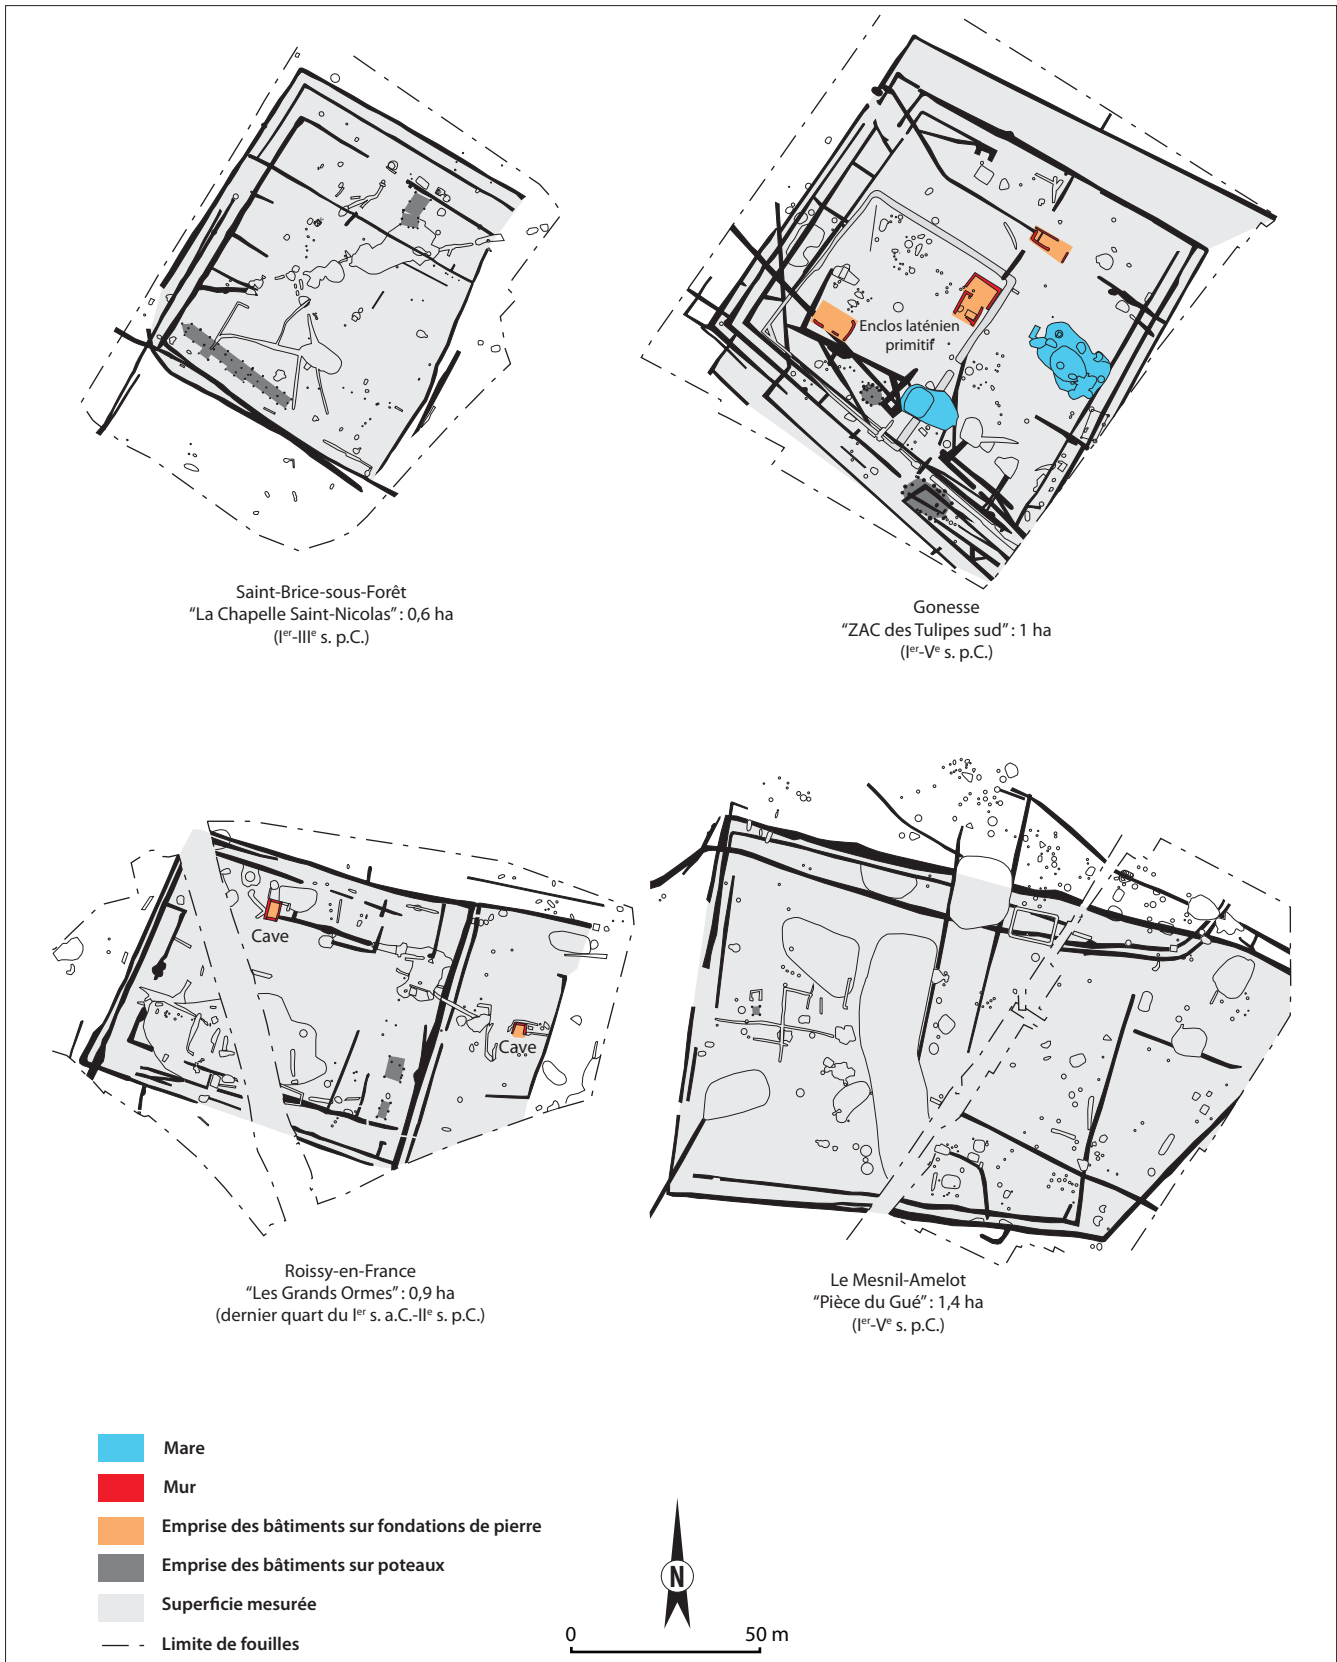 Enclos laténien
primitif
Saint-Brice-sous-Forêt
“La Chapelle Saint-Nicolas” : 0,6 ha
(Ier-IIIe s. p.C.)
Gonesse
“ZAC des Tulipes sud” : 1 ha
(Ier-Ve s. p.C.)
Cave
Cave
Roissy-en-France
“Les Grands Ormes” : 0,9 ha
(dernier quart du Ier s. a.C.-IIe s. p.C.)
Le Mesnil-Amelot
“Pièce du Gué” : 1,4 ha
(Ier-Ve s. p.C.)
Mare
Mur
Emprise des bâtiments sur fondations de pierre
Emprise des bâtiments sur poteaux
Superficie mesurée
Limite de fouilles
N
0 50 m